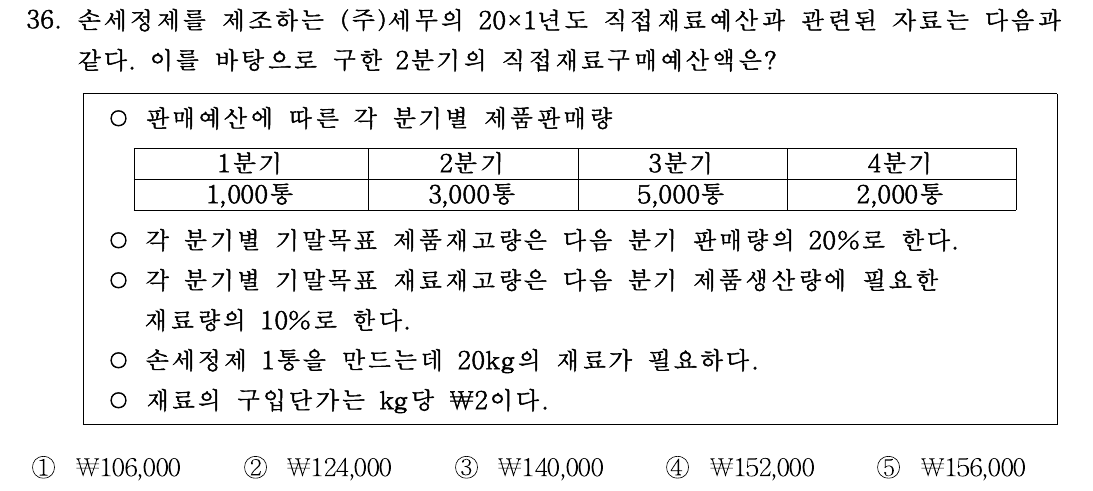 36. 손세정제를 제조하는 (주)세무의 20×1년도 직접재료예산과 관련된 자료는 다음과
같다. 이를 바탕으로 구한 2분기의 직접재료구매예산액은?
○ 판매예산에 따른 각 분기별 제품판매량
1분기 2분기 3분기 4분기
1,000통 3,000통 5,000통 2,000통
○ 각 분기별 기말목표 제품재고량은 다음 분기 판매량의 20%로 한다.
○ 각 분기별 기말목표 재료재고량은 다음 분기 제품생산량에 필요한
재료량의 10%로 한다.
○ 손세정제 1통을 만드는데 20kg의 재료가 필요하다.
○ 재료의 구입단가는 kg당 ₩2이다.
① ₩106,000 ② ₩124,000 ③ ₩140,000 ④ ₩152,000 ⑤ ₩156,000